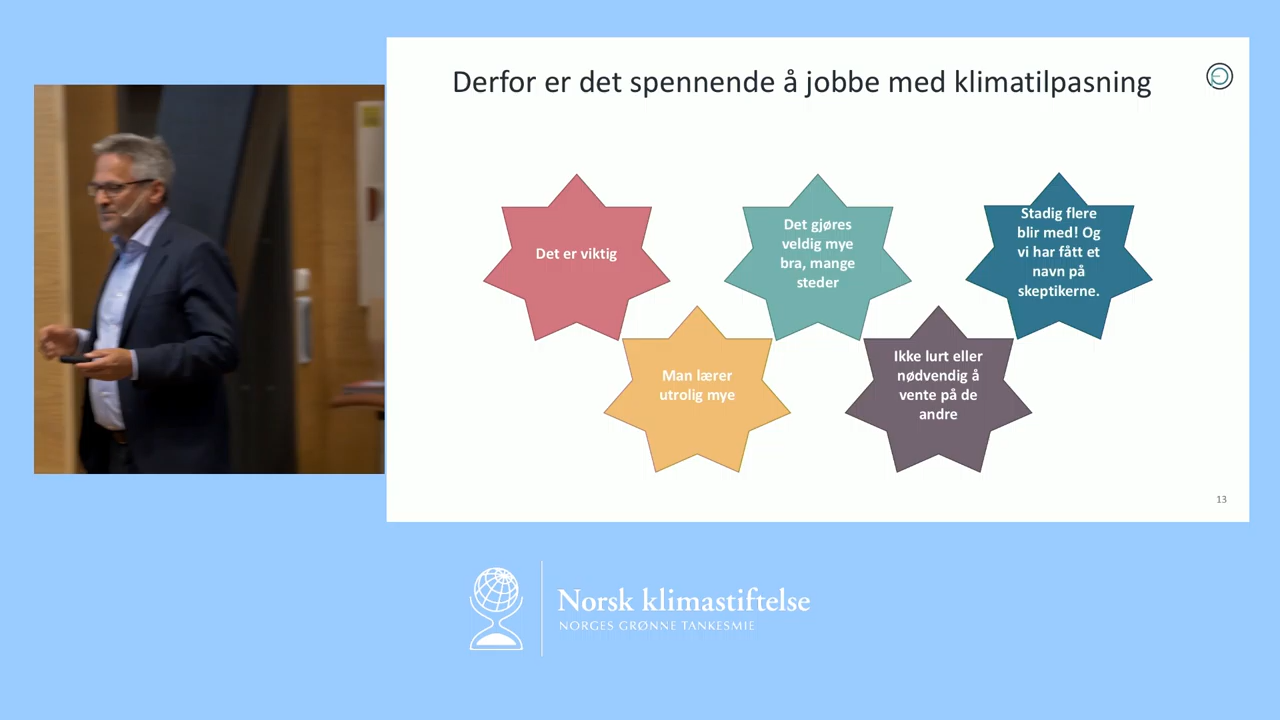 Derfor er det spennende å jobbe med klimatilpasning
Det er viktig
Det gjøres
veldig mye
bra, mange
steder
Stadig flere
blir med! Og
vi har fått et
navn på
skeptikerne.
Man lærer
utrolig mye
Ikke lurt eller
nødvendig å
vente på de
andre
13
Norsk klimastiftelse
NORGES GRØNNE TANKESMIE